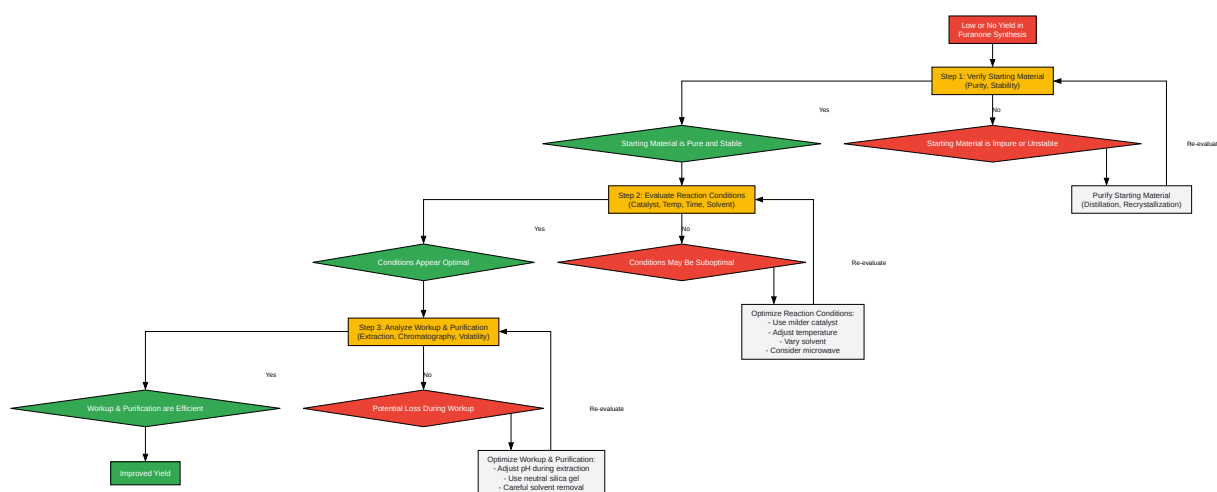 Low or No Yield in
Furanone Synthesis
Step 1: Verify Starting Material
(Purity, Stability)
Yes
No
Starting Material is Pure and Stable
Starting Material is Impure or Unstable
Re-evaluat
Purify Starting Material
(Distillation, Recrystallization)
Step 2: Evaluate Reaction Conditions
(Catalyst, Temp, Time, Solvent)
Yes
No
Conditions Appear Optimal
Conditions May Be Suboptimal
Re-evaluate
Optimize Reaction Conditions:
- Use milder catalyst
- Adjust temperature
- Vary solvent
- Consider microwave
Step 3: Analyze Workup & Purification
(Extraction, Chromatography, Volatility)
Yes
No
Workup & Purification are Efficient
Potential Loss During Workup
Re-evaluate
Improved Yield
Optimize Workup & Purification:
- Adjust pH during extraction
- Use neutral silica gel
- Careful solvent removal